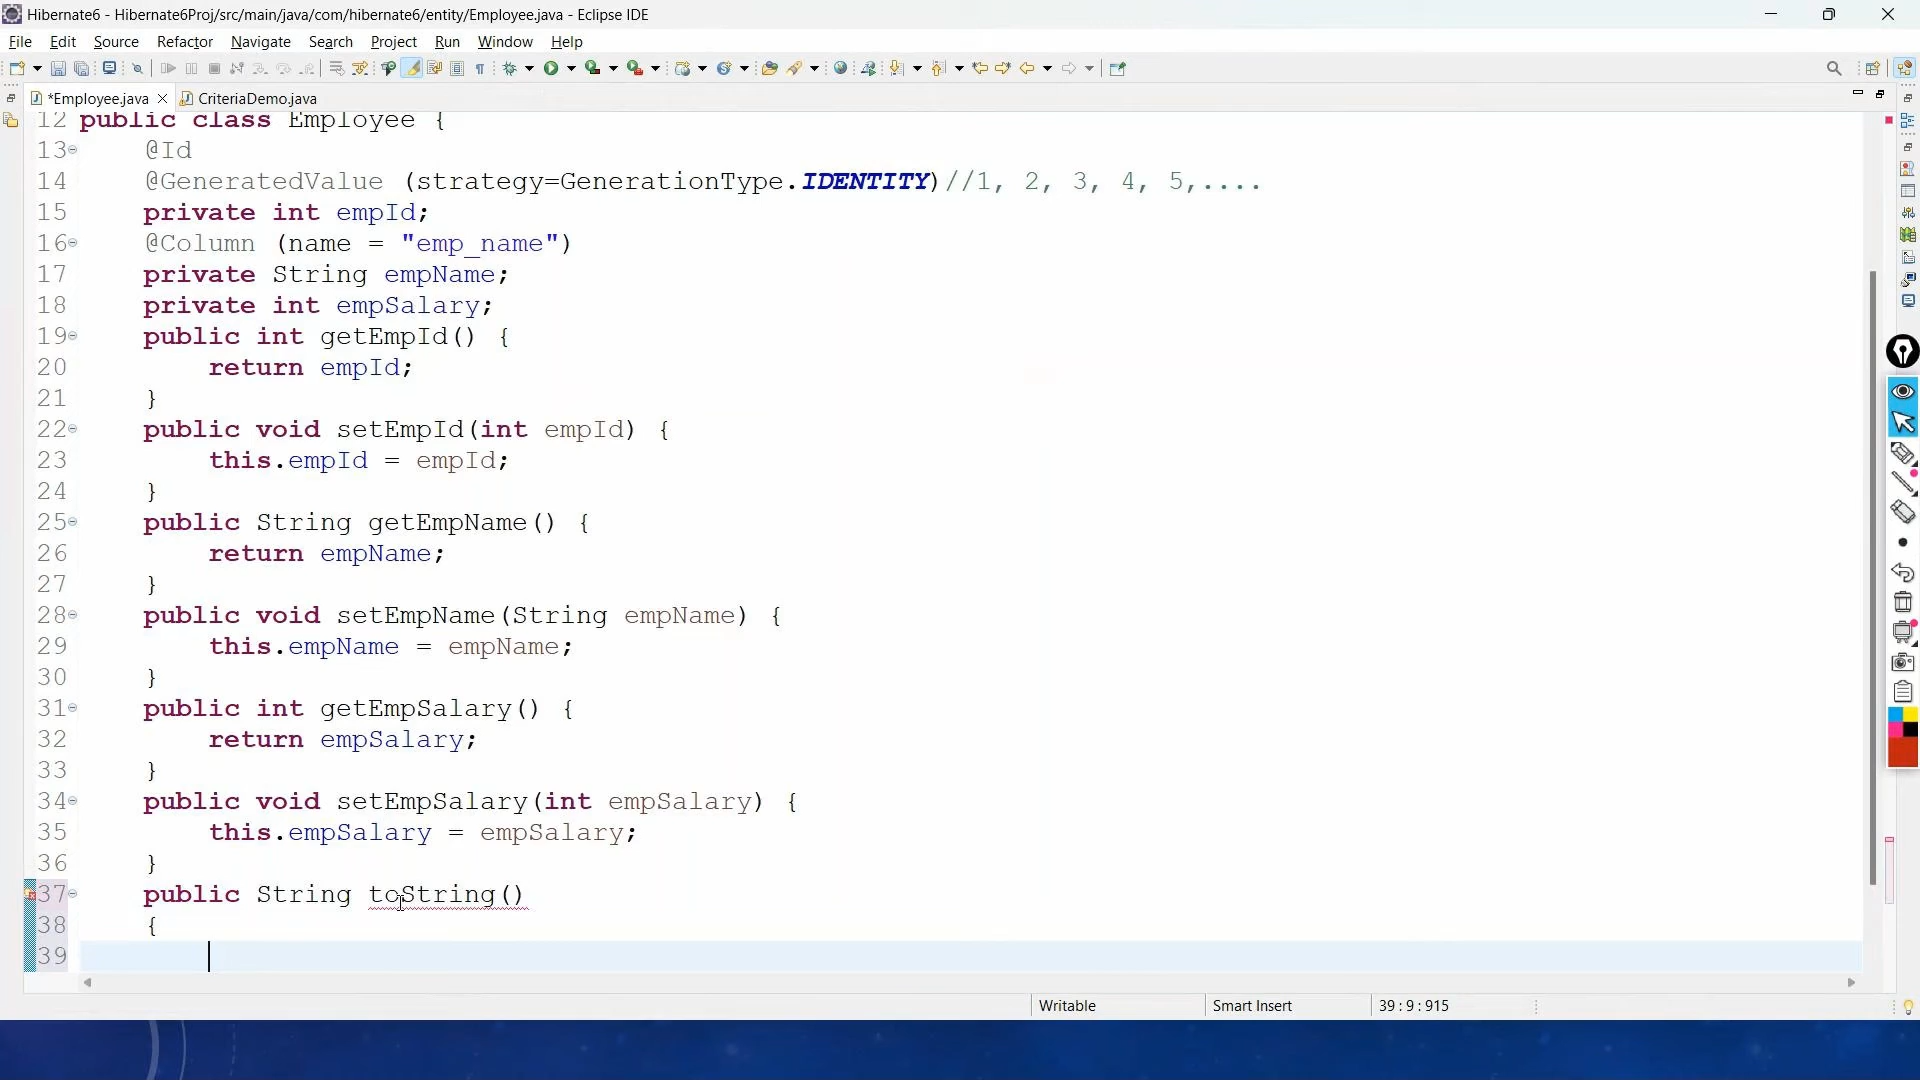 Hibernate6 - Hibernate6Proj/src/main/java/com/hibernate6/entity/Employee.java - Eclipse IDE
File Edit Source Refactor Navigate Search Project Run Window Help
*Employee.java CriteriaDemo.java
12 public class Employee {
13 @Id
14 @GeneratedValue (strategy=GenerationType.IDENTITY)//1, 2, 3, 4, 5,....
15 private int empId;
16 @Column (name = "emp_name")
17 private String empName;
18 private int empSalary;
19 public int getEmpId() {
20 return empId;
21 }
22 public void setEmpId(int empId) {
23 this.empId = empId;
24 }
25 public String getEmpName() {
26 return empName;
27 }
28 public void setEmpName(String empName) {
29 this.empName = empName;
30 }
31 public int getEmpSalary() {
32 return empSalary;
33 }
34 public void setEmpSalary(int empSalary) {
35 this.empSalary = empSalary;
36 }
37 public String toString()
38 {
39
Writable Smart Insert 39 : 9 : 915